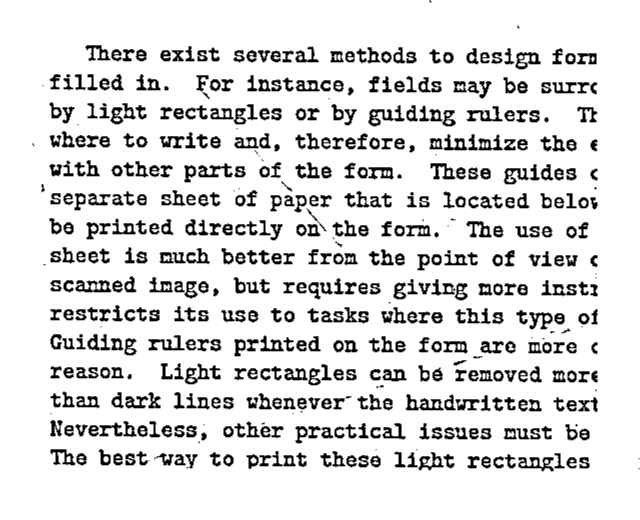 There exist several methods to design
filled in. For instance, fields may be
by light rectangles or by guiding rulers.
where to write and, therefore, minimize the
with other parts of the form. These guides
separate sheet of paper that is located
be printed directly on the form. The use of
sheet is much better from the point of view
scanned image, but requires giving more
restricts its use to tasks where this type of
Guiding rulers printed on the form are more
reason. Light rectangles can be removed more
than dark lines whenever the handwritten text
Nevertheless, other practical issues must be
The best way to print these light rectangles